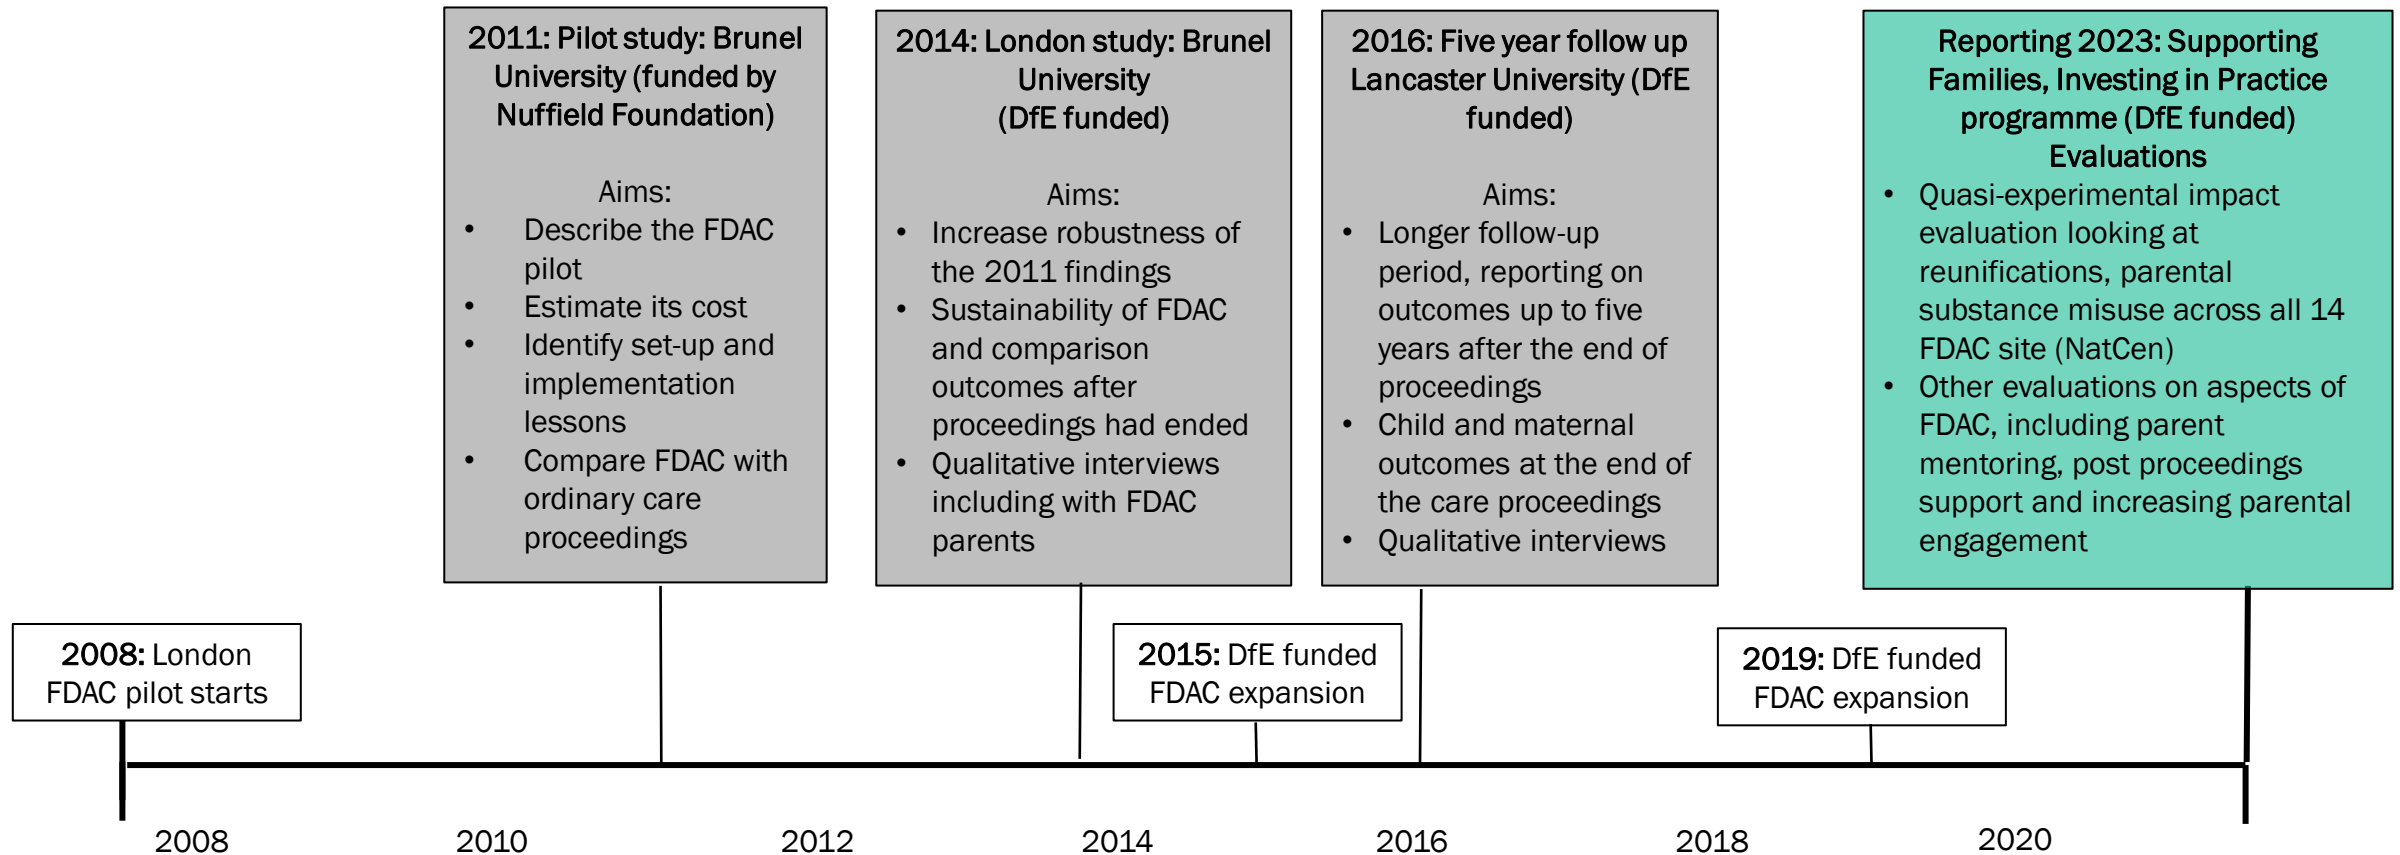 2011: Pilot study: Brunel
University (funded by
Nuffield Foundation)
Aims:
• Describe the FDAC
pilot
• Estimate its cost
• Identify set-up and
implementation
lessons
• Compare FDAC with
ordinary care
proceedings
2014: London study: Brunel
University
(DfE funded)
Aims:
• Increase robustness of
the 2011 findings
• Sustainability of FDAC
and comparison
outcomes after
proceedings had ended
• Qualitative interviews
including with FDAC
parents
2016: Five year follow up
Lancaster University (DfE
funded)
Aims:
• Longer follow-up
period, reporting on
outcomes up to five
years after the end of
proceedings
• Child and maternal
outcomes at the end of
the care proceedings
• Qualitative interviews
Reporting 2023: Supporting
Families, Investing in Practice
programme (DfE funded)
Evaluations
• Quasi-experimental impact
evaluation looking at
reunifications, parental
substance misuse across all 14
FDAC site (NatCen)
• Other evaluations on aspects of
FDAC, including parent
mentoring, post proceedings
support and increasing parental
engagement
2008: London
FDAC pilot starts
2015: DfE funded
FDAC expansion
2019: DfE funded
FDAC expansion
2008 2010 2012 2014 2016 2018 2020